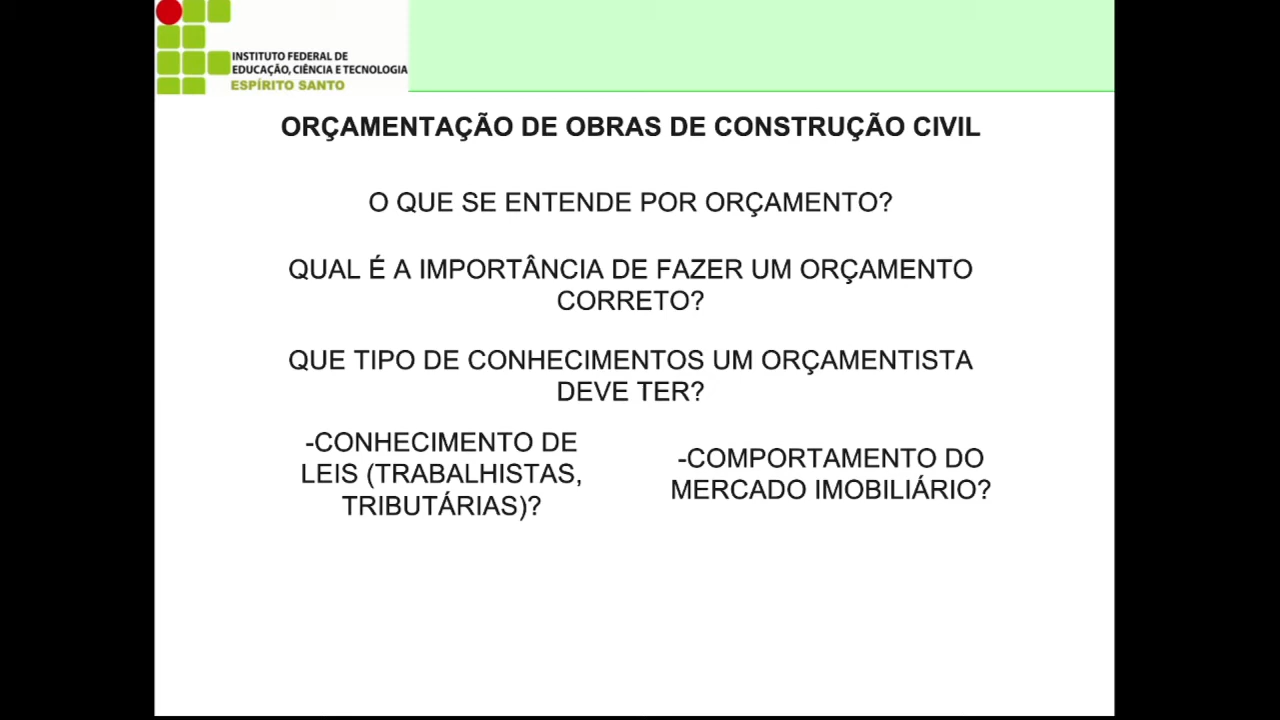 INSTITUTO FEDERAL DE
EDUCAÇÃO, CIÊNCIA E TECNOLOGIA
ESPÍRITO SANTO
ORÇAMENTAÇÃO DE OBRAS DE CONSTRUÇÃO CIVIL
O QUE SE ENTENDE POR ORÇAMENTO?
QUAL É A IMPORTÂNCIA DE FAZER UM ORÇAMENTO
CORRETO?
QUE TIPO DE CONHECIMENTOS UM ORÇAMENTISTA
DEVE TER?
-CONHECIMENTO DE
LEIS (TRABALHISTAS,
TRIBUTÁRIAS)?
-COMPORTAMENTO DO
MERCADO IMOBILIÁRIO?